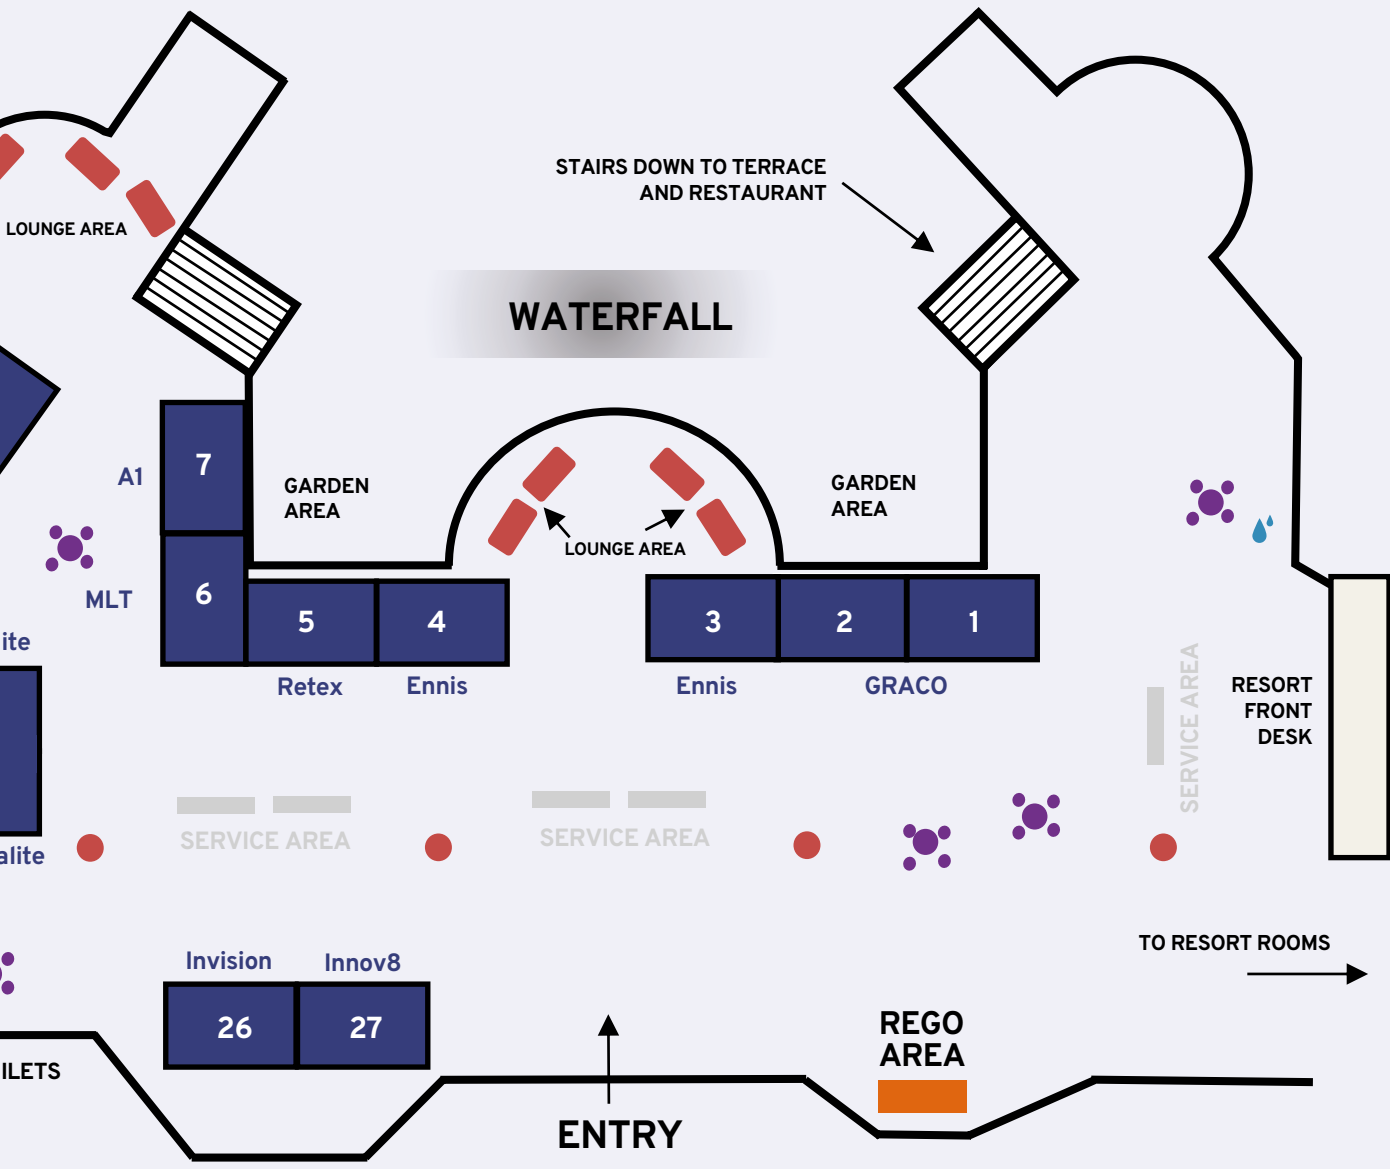 STAIRS DOWN TO TERRACE
AND RESTAURANT
LOUNGE AREA
WATERFALL
7
A1
GARDEN
AREA
GARDEN
AREA
LOUNGE AREA
6
MLT
5
4
3
2
1
ite
Retex
Ennis
Ennis
GRACO
RESORT
FRONT
DESK
SERVICE AREA
SERVICE AREA
SERVICE AREA
alite
TO RESORT ROOMS
Invision
Innov8
26
27
REGO
AREA
ILETS
ENTRY